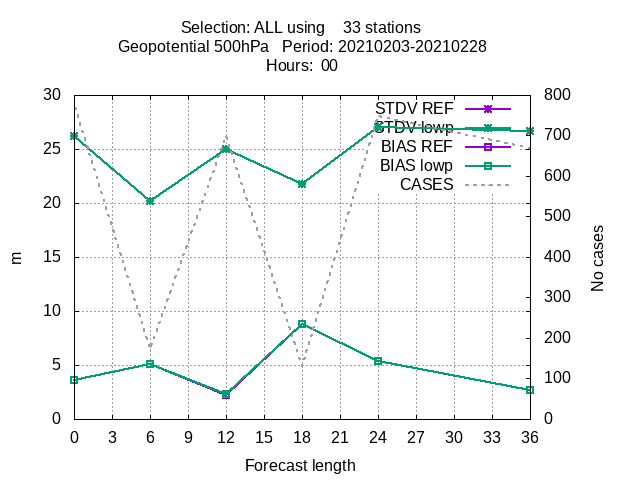 Selection: ALL using    33 stations
Geopotential 500hPa   Period: 20210203-20210228
Hours:  00
30 800
STDV REF
700
STDV lowp
25
BIAS REF
600
BIAS lowp
CASES
20
500
15 400
m
No cases
300
10
200
5
100
0 0
0 3 6 9 12 15 18 21 24 27 30 33 36
Forecast length